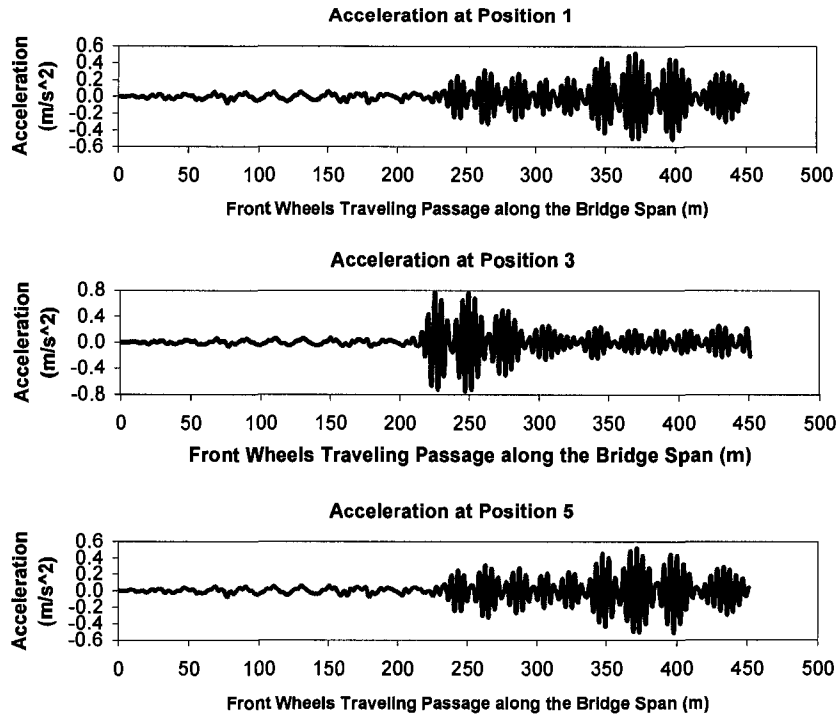 Acceleration at Position 1
Acceleration
(m/s^2)
0.6
0.4
0.2
0.0
-0.2
-0.4
-0.6
0 50 100 150 200 250 300 350 400 450 500
Front Wheels Traveling Passage along the Bridge Span (m)
Acceleration at Position 3
Acceleration
(m/s^2)
0.8
0.4
0.0
-0.4
-0.8
0 50 100 150 200 250 300 350 400 450 500
Front Wheels Traveling Passage along the Bridge Span (m)
Acceleration at Position 5
Acceleration
(m/s^2)
0.6
0.4
0.2
0.0
-0.2
-0.4
-0.6
0 50 100 150 200 250 300 350 400 450 500
Front Wheels Traveling Passage along the Bridge Span (m)